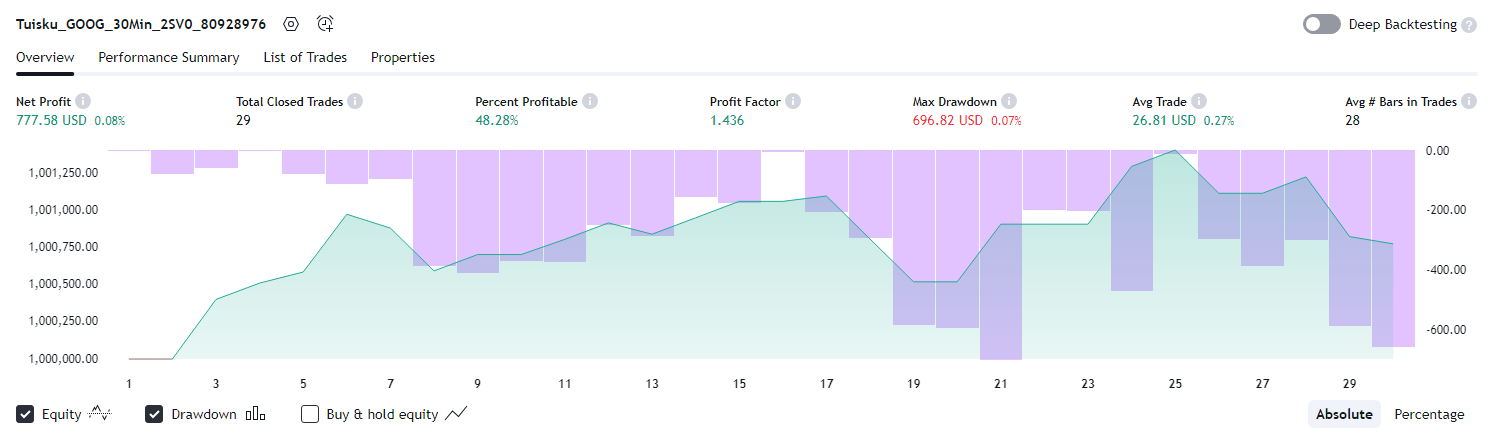 Tuisku_GOOG_30Min_2SV0_80928976 Deep Backtesting ?
Overview Performance Summary List of Trades Properties
Net Profit i Total Closed Trades i Percent Profitable i Profit Factor i Max Drawdown i Avg Trade i Avg # Bars in Trades i
777.58 USD 0.08% 29 48.28% 1.436 696.82 USD 0.07% 26.81 USD 0.27% 28
0.00
1,001,250.00
1,001,000.00 -200.00
1,000,750.00
-400.00
1,000,500.00
1,000,250.00
-600.00
1,000,000.00
1 3 5 7 9 11 13 15 17 19 21 23 25 27 29
Equity Drawdown Buy & hold equity Absolute Percentage